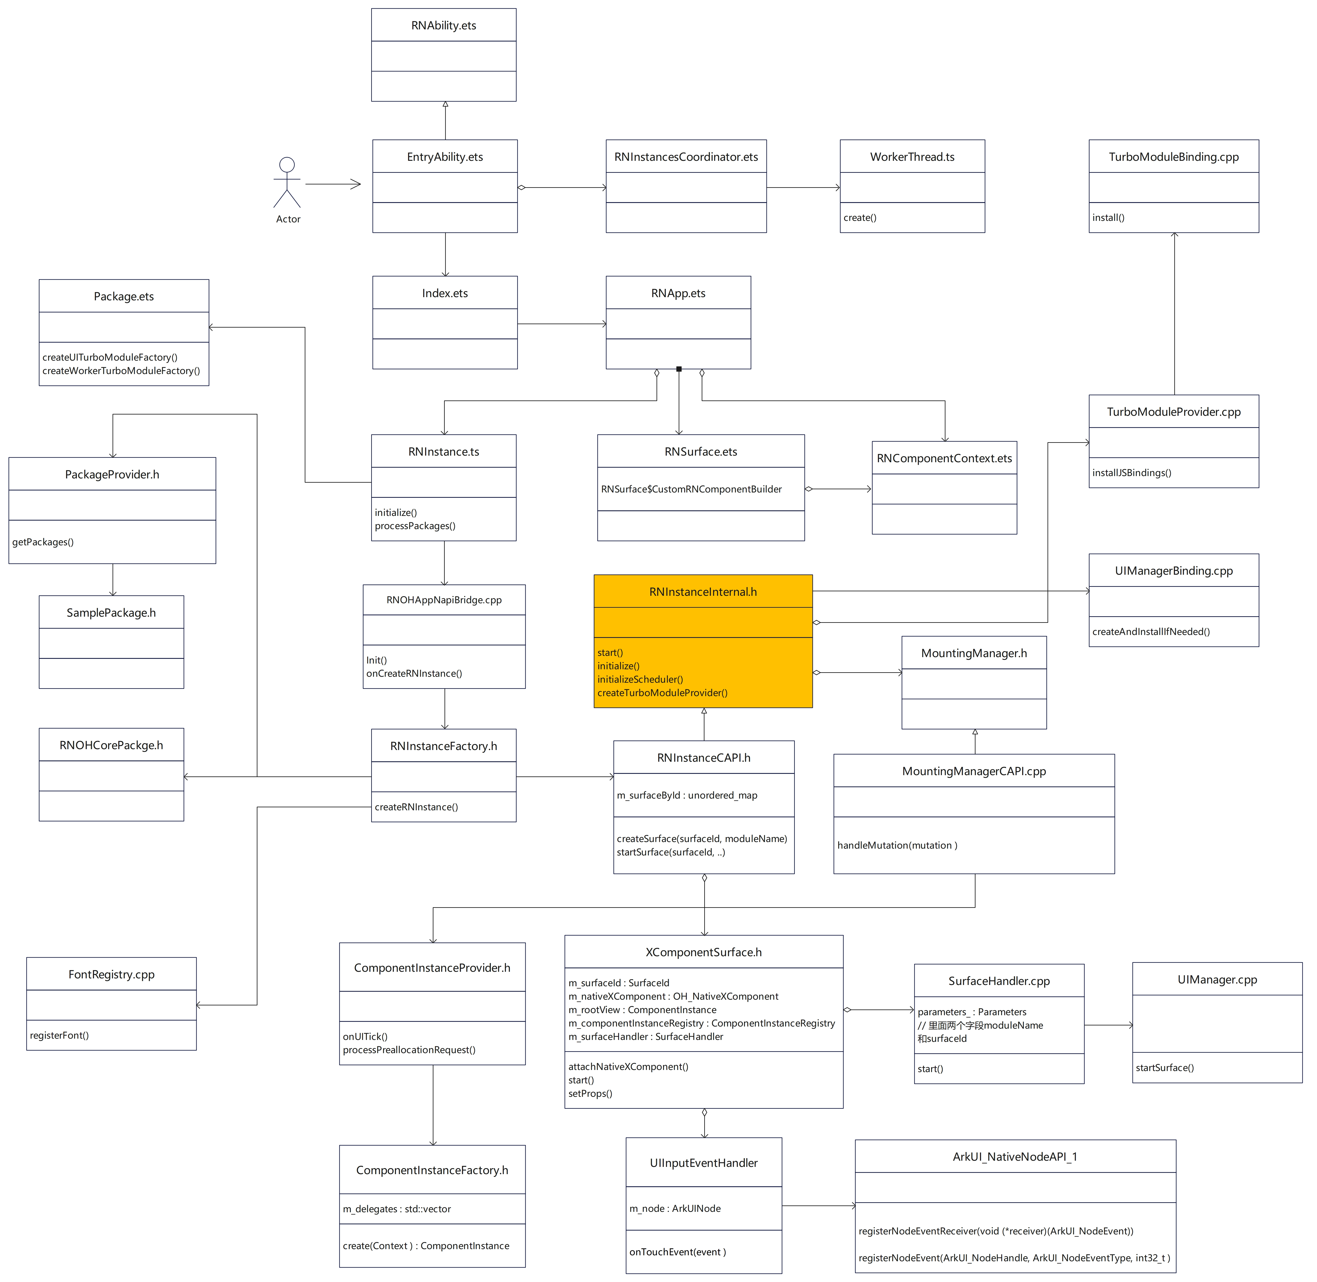 RNAbility.ets
EntryAbility.ets
RNInstancesCoordinator.ets
WorkerThread.ts
create()
TurboModuleBinding.cpp
install()
Actor
Package.ets
createUITurboModuleFactory()
createWorkerTurboModuleFactory()
Index.ets
RNApp.ets
TurboModuleProvider.cpp
installJSBindings()
PackageProvider.h
getPackages()
RNInstance.ts
initialize()
processPackages()
RNSurface.ets
RNSurface$CustomRNComponentBuilder
RNComponentContext.ets
SamplePackage.h
RNOHAppNapiBridge.cpp
Init()
onCreateRNInstance()
RNInstanceInternal.h
start()
initialize()
initializeScheduler()
createTurboModuleProvider()
UIManagerBinding.cpp
createAndInstallIfNeeded()
MountingManager.h
RNOHCorePackge.h
RNInstanceFactory.h
createRNInstance()
RNInstanceCAPI.h
m_surfaceById : unordered_map
createSurface(surfaceId, moduleName)
startSurface(surfaceId, ..)
MountingManagerCAPI.cpp
handleMutation(mutation )
FontRegistry.cpp
registerFont()
ComponentInstanceProvider.h
onUITick()
processPreallocationRequest()
XComponentSurface.h
m_surfaceId : SurfaceId
m_nativeXComponent : OH_NativeXComponent
m_rootView : ComponentInstance
m_componentInstanceRegistry : ComponentInstanceRegistry
m_surfaceHandler : SurfaceHandler
attachNativeXComponent()
start()
setProps()
SurfaceHandler.cpp
parameters_ : Parameters
// 里面两个字段moduleName
和surfaceId
start()
UIManager.cpp
startSurface()
ComponentInstanceFactory.h
m_delegates : std::vector
create(Context ) : ComponentInstance
UIInputEventHandler
m_node : ArkUINode
onTouchEvent(event )
ArkUI_NativeNodeAPI_1
registerNodeEventReceiver(void (*receiver)(ArkUI_NodeEvent))
registerNodeEvent(ArkUI_NodeHandle, ArkUI_NodeEventType, int32_t )